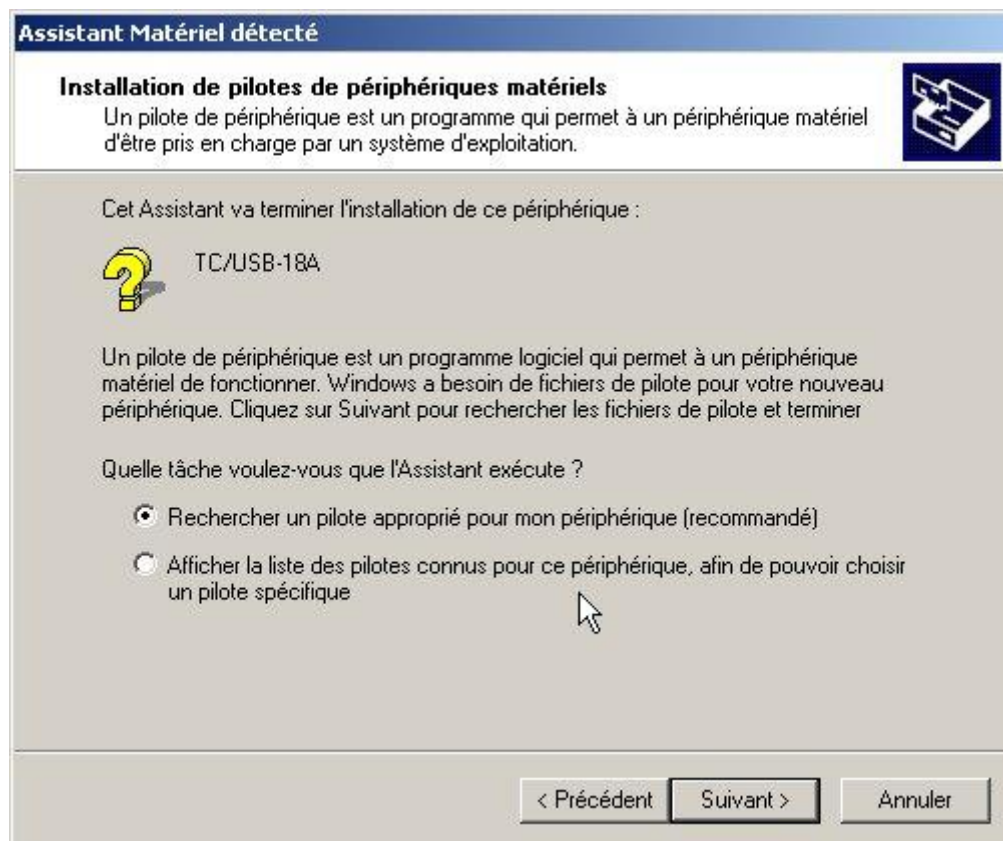 Assistant Matériel détecté
Installation de pilotes de périphériques matériels
Un pilote de périphérique est un programme qui permet à un périphérique matériel
d'être pris en charge par un système d'exploitation.
Cet Assistant va terminer l'installation de ce périphérique :
TC/USB-18A
Un pilote de périphérique est un programme logiciel qui permet à un périphérique
matériel de fonctionner. Windows a besoin de fichiers de pilote pour votre nouveau
périphérique. Cliquez sur Suivant pour rechercher les fichiers de pilote et terminer
Quelle tâche voulez-vous que l'Assistant exécute ?
Rechercher un pilote approprié pour mon périphérique (recommandé)
Afficher la liste des pilotes connus pour ce périphérique, afin de pouvoir choisir
un pilote spécifique
< Précédent Suivant > Annuler